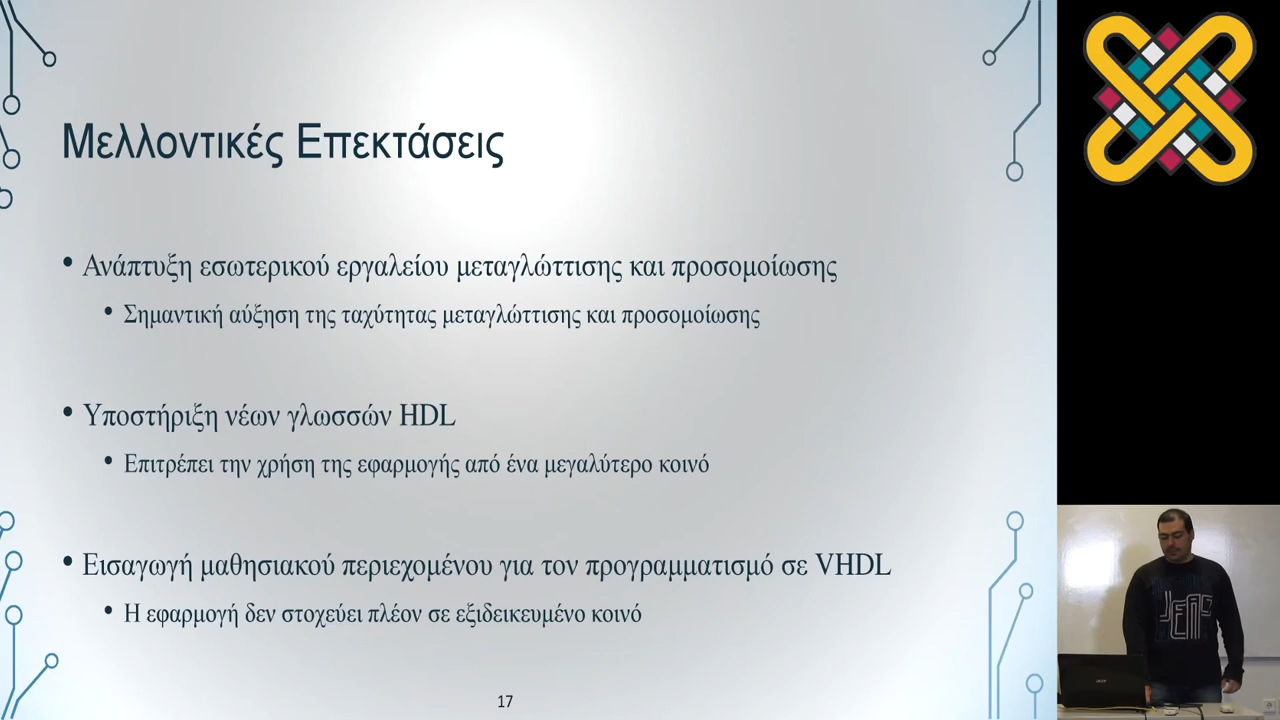 Μελλοντικές Επεκτάσεις
• Ανάπτυξη εσωτερικού εργαλείου μεταγλώττισης και προσομοίωσης
• Σημαντική αύξηση της ταχύτητας μεταγλώττισης και προσομοίωσης
• Υποστήριξη νέων γλωσσών HDL
• Επιτρέπει την χρήση της εφαρμογής από ένα μεγαλύτερο κοινό
• Εισαγωγή μαθησιακού περιεχομένου για τον προγραμματισμό σε VHDL
• Η εφαρμογή δεν στοχεύει πλέον σε εξιδεικευμένο κοινό
17